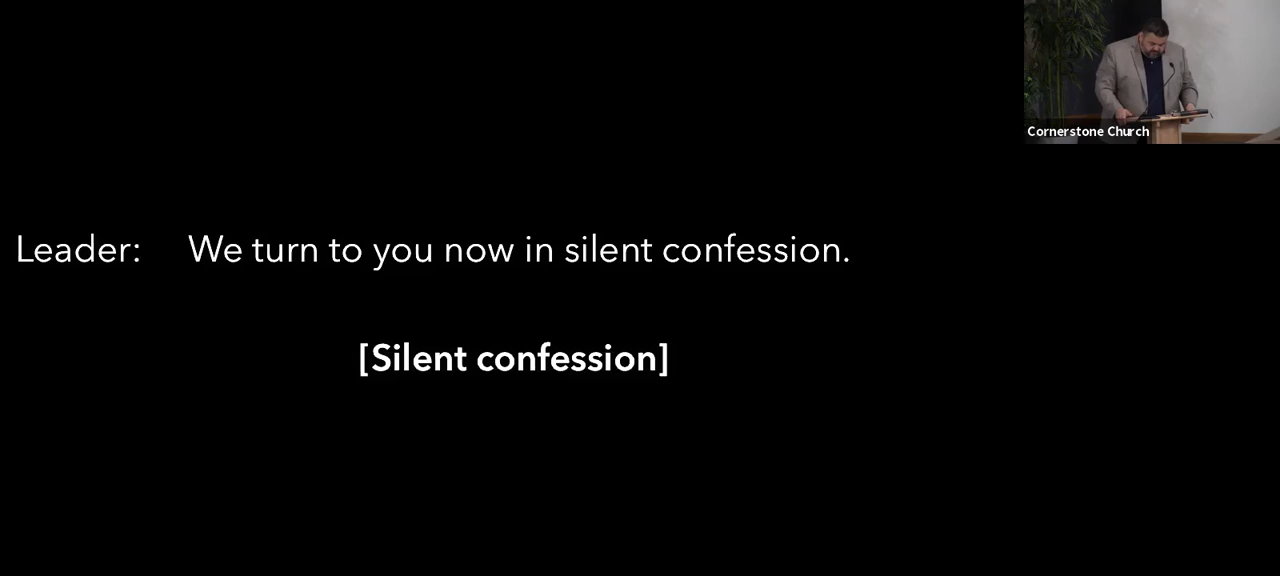 Cornerstone Church
Leader: We turn to you now in silent confession.
[Silent confession]